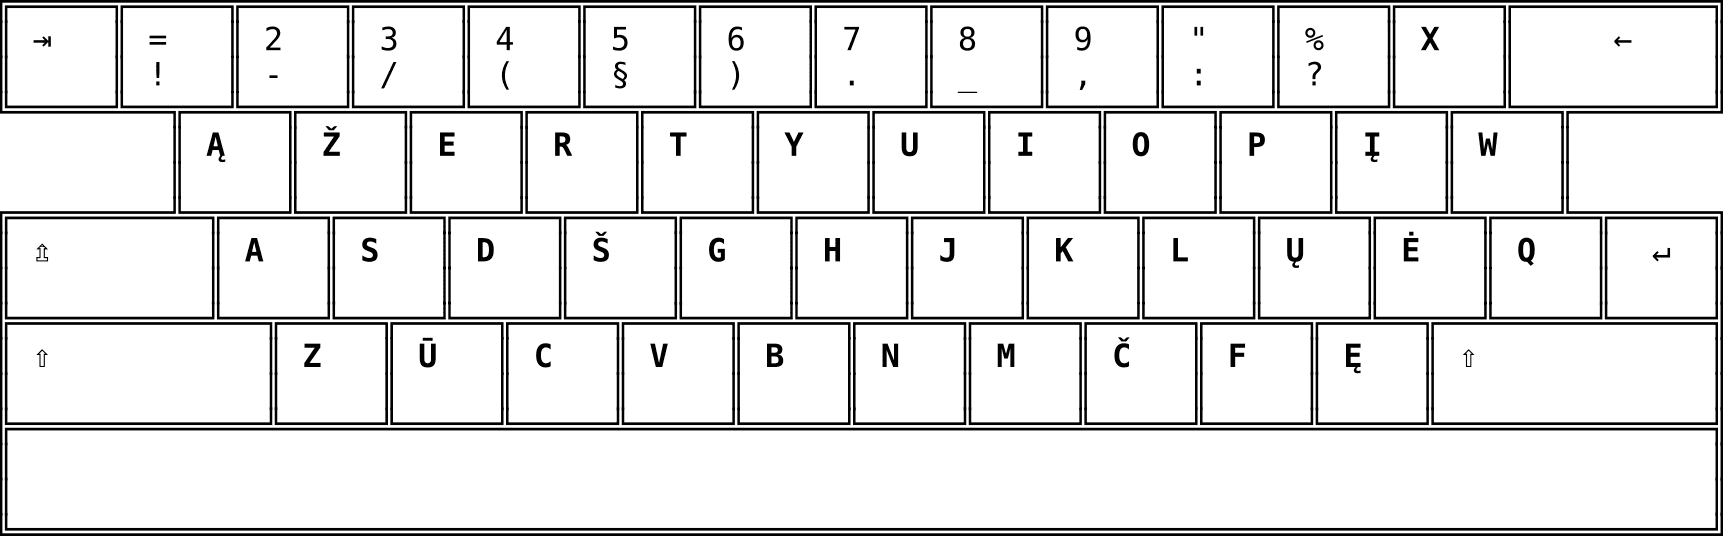 ⇥ = 2 3 4 5 6 7 8 9 " % X ←
! - / ( § ) . _ , : ?
Ą Ž E R T Y U I O P Į W
⇫ A S D Š G H J K L Ų Ė Q ↵
⇧ Z Ū C V B N M Č F Ę ⇧